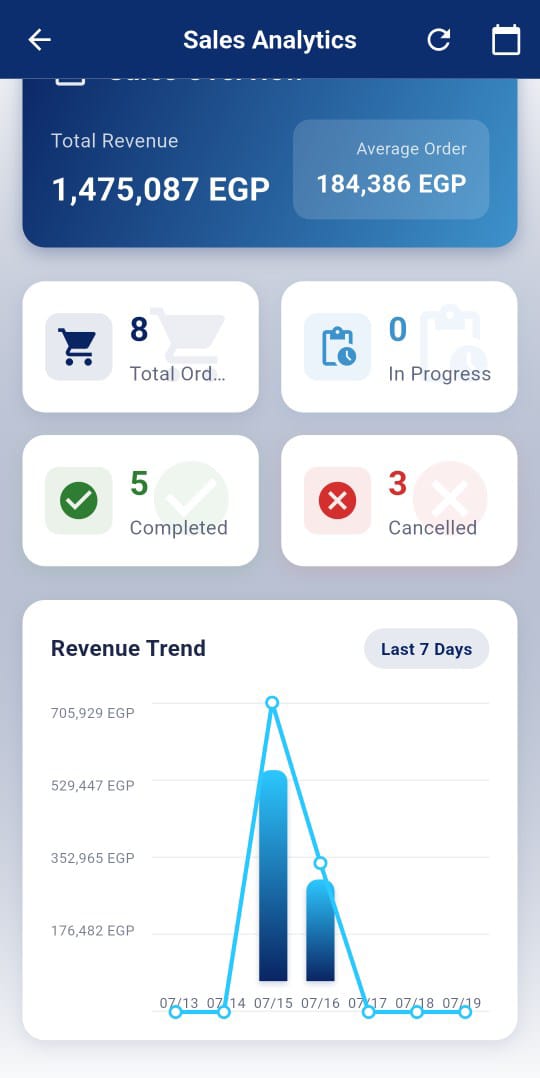 Sales Analytics
Sales Overview
Total Revenue
1,475,087 EGP
Average Order
184,386 EGP
8
Total Ord...
0
In Progress
5
Completed
3
Cancelled
Revenue Trend
Last 7 Days
705,929 EGP
529,447 EGP
352,965 EGP
176,482 EGP
07/13 07/14 07/15 07/16 07/17 07/18 07/19